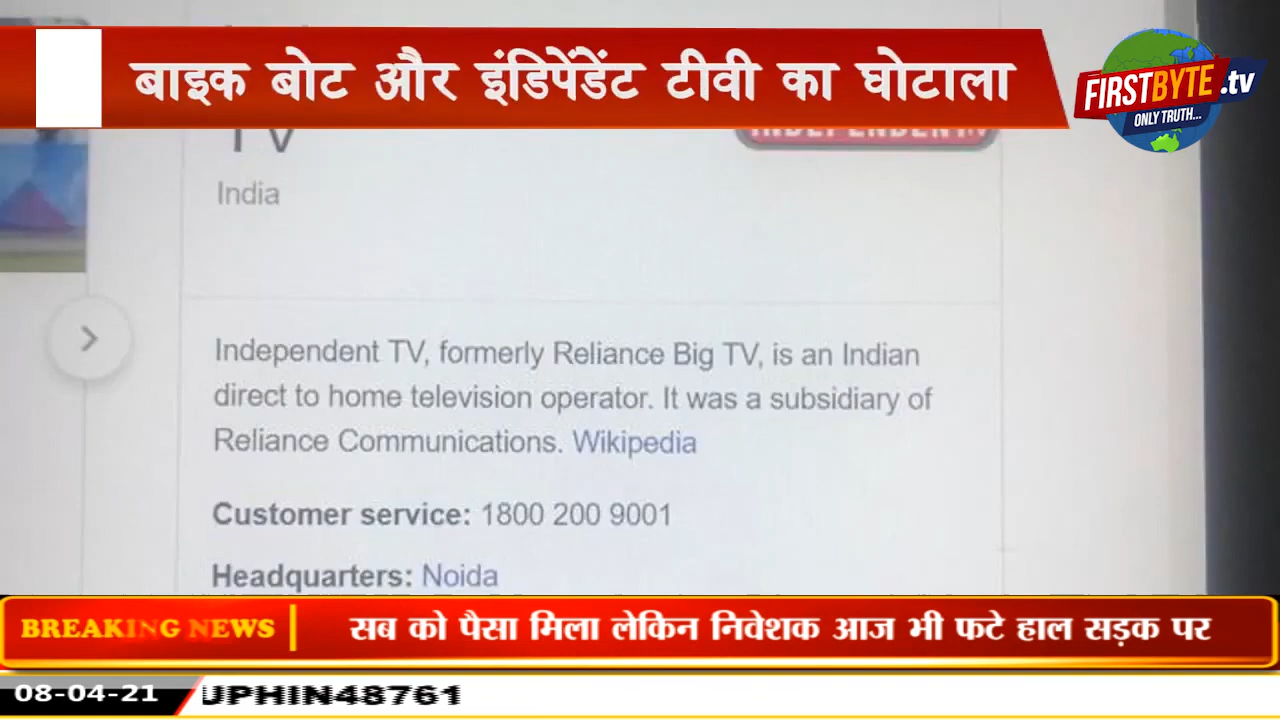 बाइक बोट और इंडिपेंडेंट टीवी का घोटाला
FIRSTBYTE.tv
ONLY TRUTH...
TV
India
Independent TV, formerly Reliance Big TV, is an Indian
direct to home television operator. It was a subsidiary of
Reliance Communications. Wikipedia
Customer service: 1800 200 9001
Headquarters: Noida
BREAKING NEWS
सब को पैसा मिला लेकिन निवेशक आज भी फटे हाल सड़क पर
08-04-21
UPHIN48761